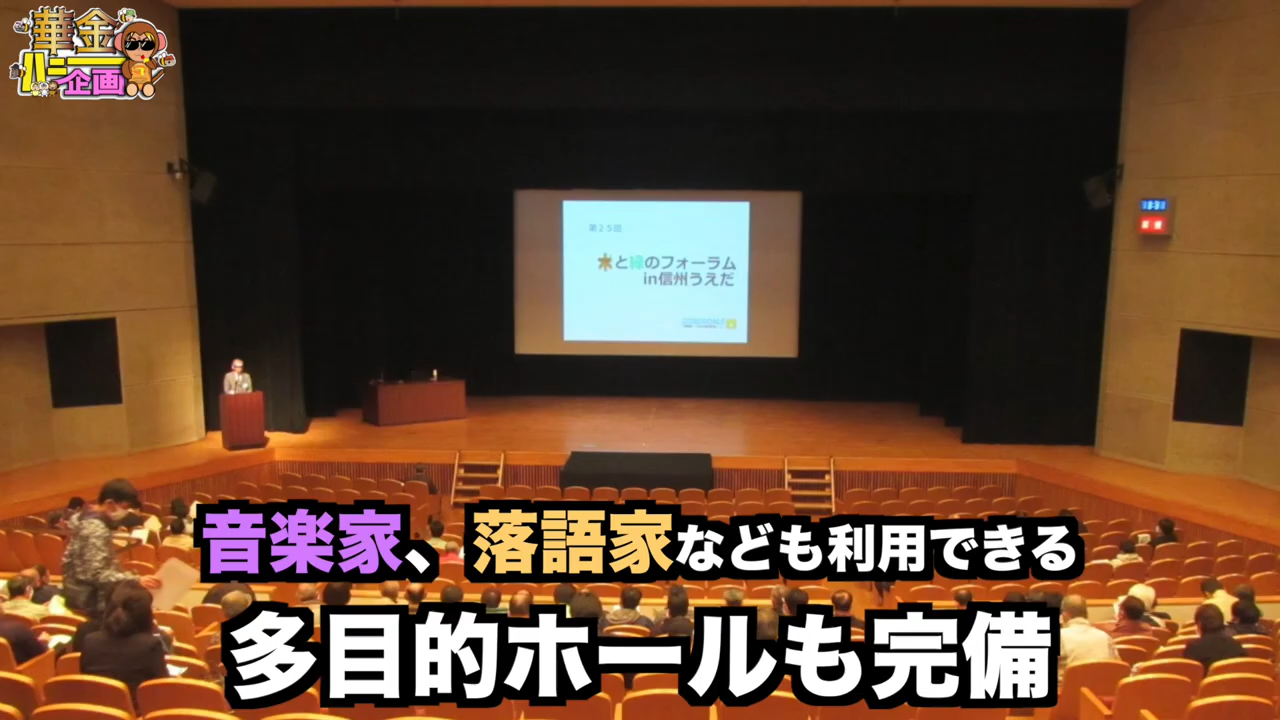 華金
ハニー
企画
第25回
水と緑のフォーラム
in信州うえだ
音楽家、落語家なども利用できる
多目的ホールも完備